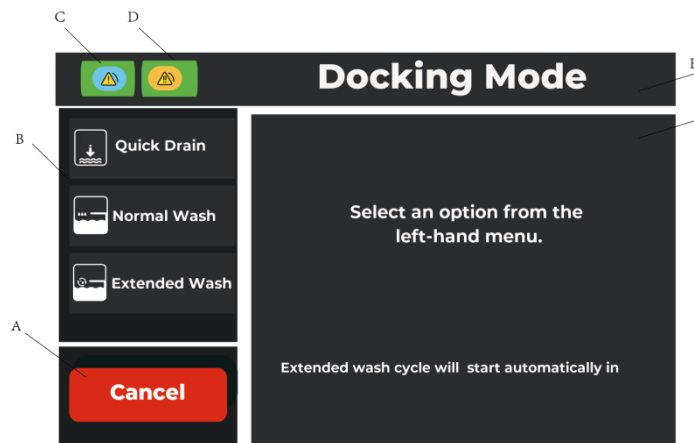 C
D
Docking Mode
B
Quick Drain
Normal Wash
Extended Wash
Select an option from the
left-hand menu.
A
Cancel
Extended wash cycle will start automatically in